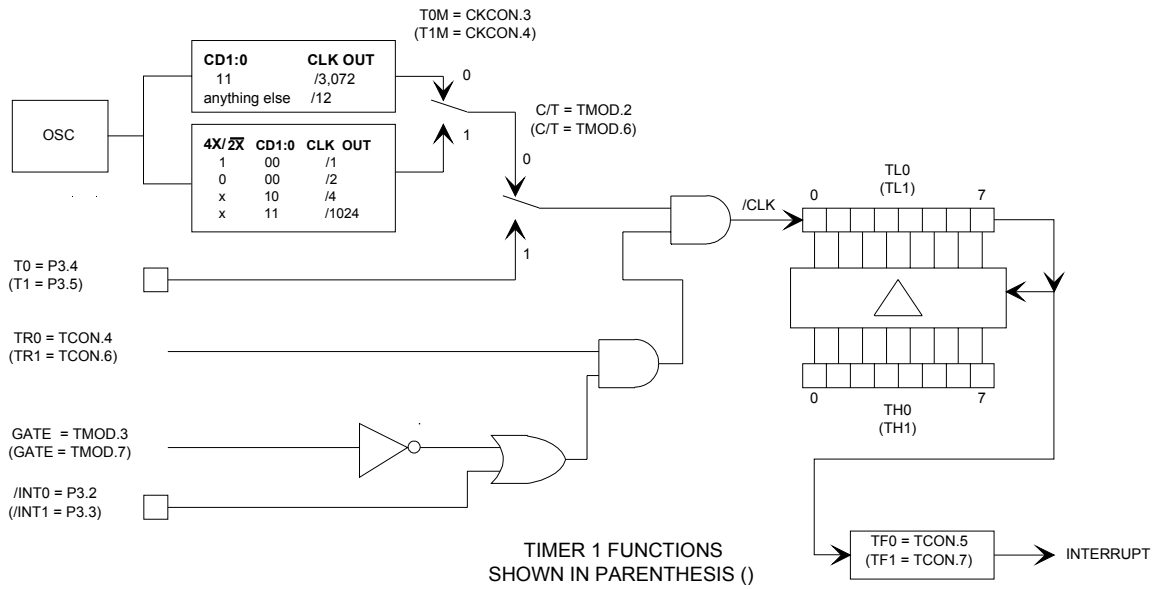 T0M = CKCON.3
(T1M = CKCON.4)
CD1:0 CLK OUT
11 /3,072
anything else /12
0
OSC
4X/2X CD1:0 CLK OUT
1 00 /1
0 00 /2
x 10 /4
x 11 /1024
1
C/T = TMOD.2
(C/T = TMOD.6)
0
1
T0 = P3.4
(T1 = P3.5)
/CLK
TL0
(TL1)
0 7
0 7
TH0
(TH1)
TR0 = TCON.4
(TR1 = TCON.6)
GATE = TMOD.3
(GATE = TMOD.7)
/INT0 = P3.2
(/INT1 = P3.3)
TIMER 1 FUNCTIONS
SHOWN IN PARENTHESIS ()
TF0 = TCON.5
(TF1 = TCON.7)
INTERRUPT